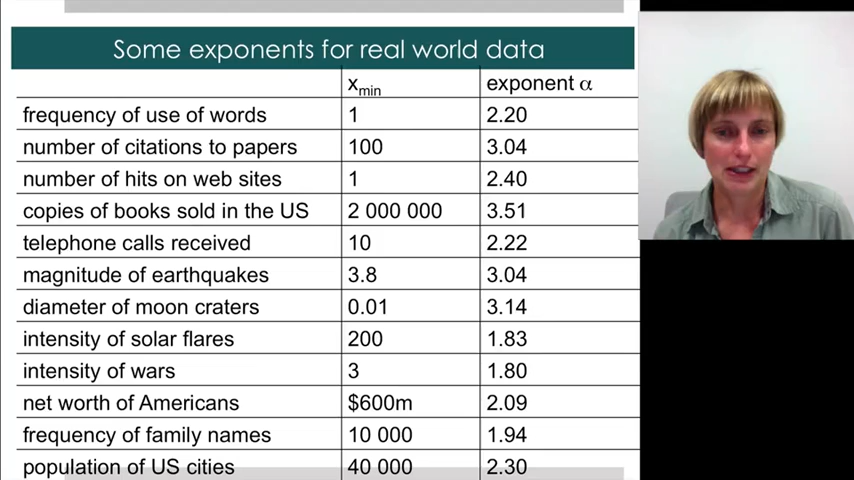 Some exponents for real world data
xmin exponent α
frequency of use of words 1 2.20
number of citations to papers 100 3.04
number of hits on web sites 1 2.40
copies of books sold in the US 2 000 000 3.51
telephone calls received 10 2.22
magnitude of earthquakes 3.8 3.04
diameter of moon craters 0.01 3.14
intensity of solar flares 200 1.83
intensity of wars 3 1.80
net worth of Americans $600m 2.09
frequency of family names 10 000 1.94
population of US cities 40 000 2.30